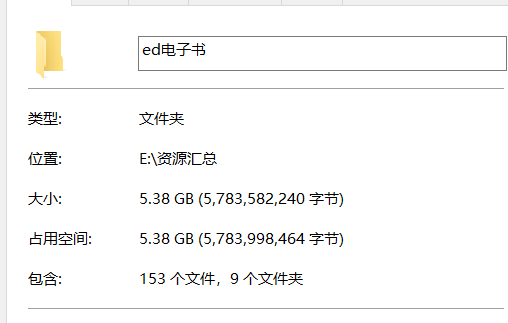 ed电子书
类型: 文件夹
位置: E:\资源汇总
大小: 5.38 GB (5,783,582,240 字节)
占用空间: 5.38 GB (5,783,998,464 字节)
包含: 153 个文件，9 个文件夹